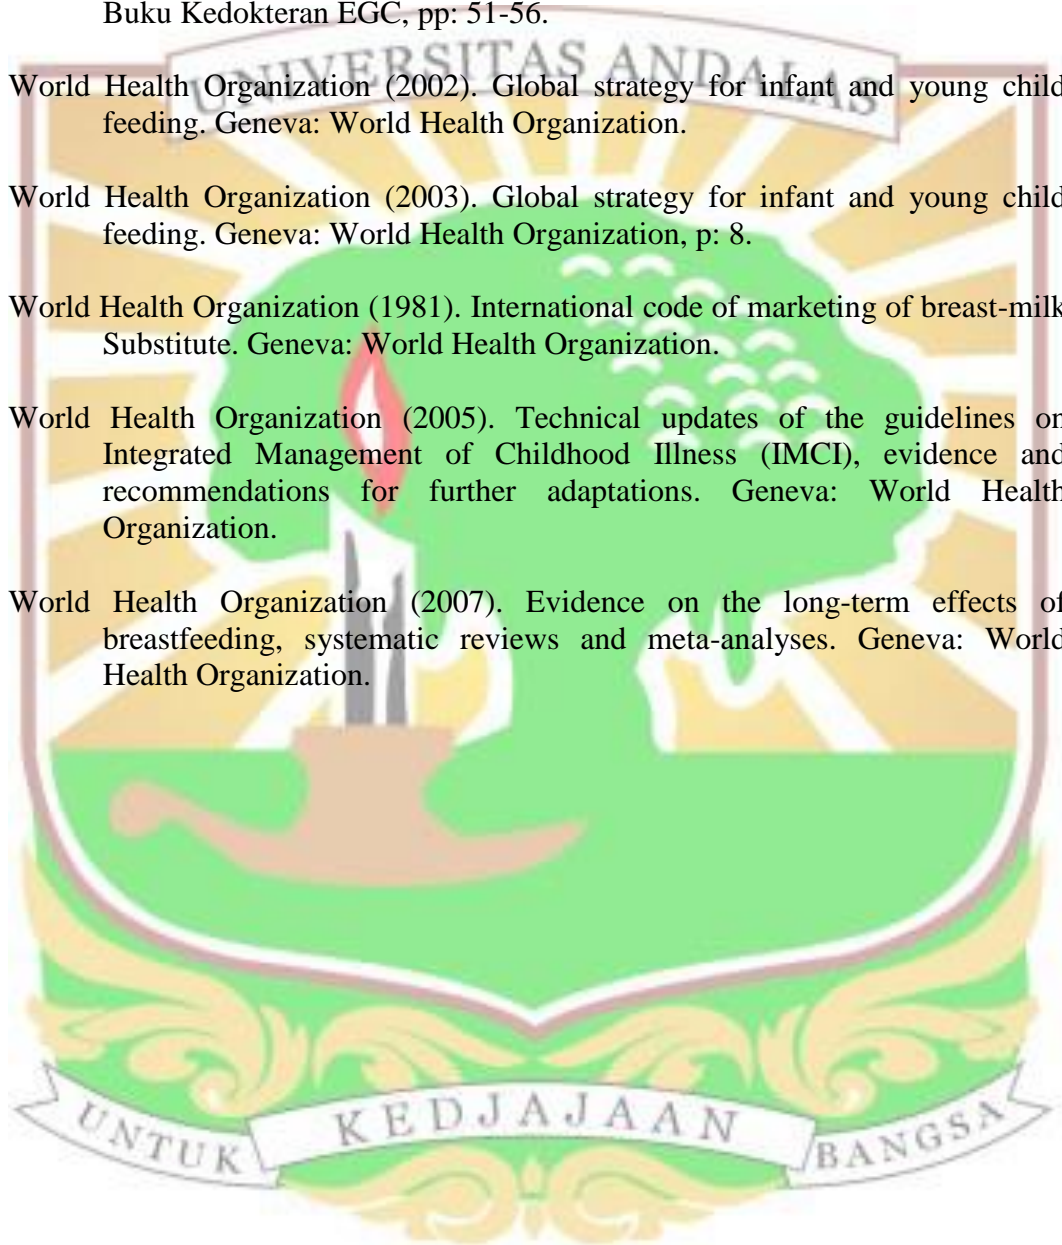 Buku Kedokteran EGC, pp: 51-56.
UNIVERSITAS ANDALAS
World Health Organization (2002). Global strategy for infant and young child
feeding. Geneva: World Health Organization.
World Health Organization (2003). Global strategy for infant and young child
feeding. Geneva: World Health Organization, p: 8.
World Health Organization (1981). International code of marketing of breast-milk
Substitute. Geneva: World Health Organization.
World Health Organization (2005). Technical updates of the guidelines on
Integrated Management of Childhood Illness (IMCI), evidence and
recommendations for further adaptations. Geneva: World Health
Organization.
World Health Organization (2007). Evidence on the long-term effects of
breastfeeding, systematic reviews and meta-analyses. Geneva: World
Health Organization.
UNTUK KEDJAJAAN BANGSA